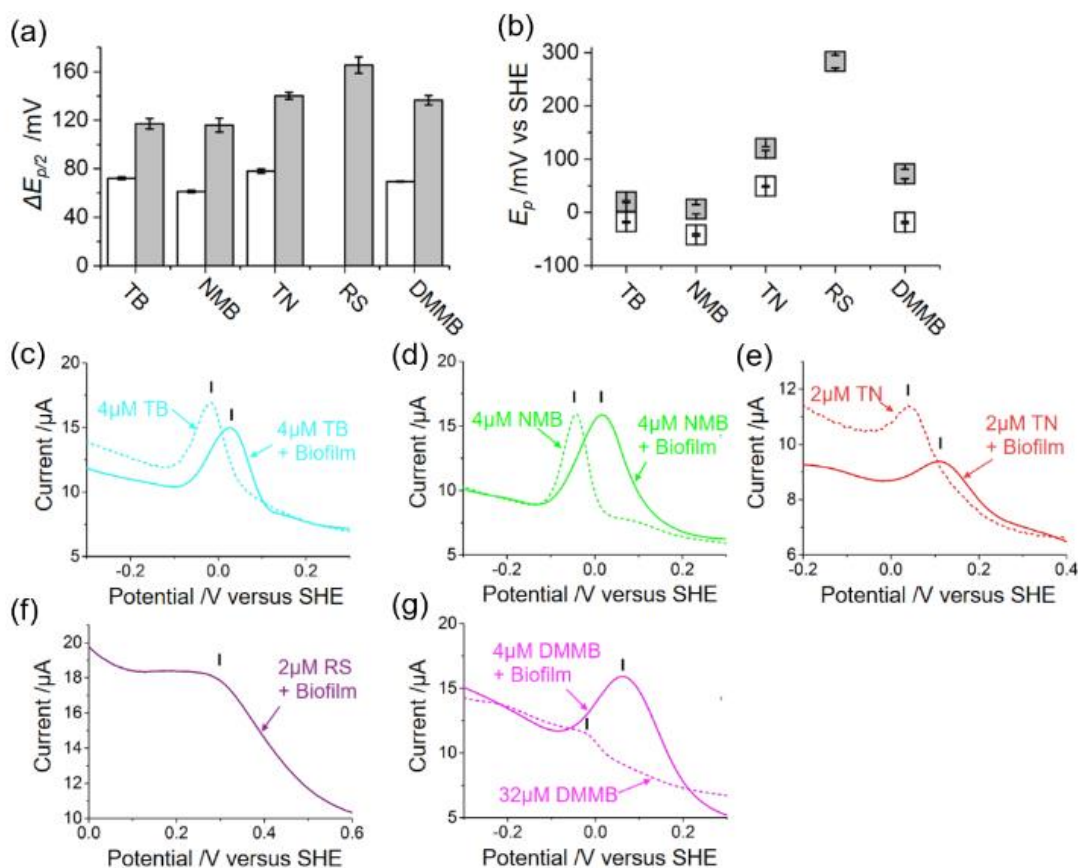 (a)
ΔEp/2 /mV
160
120
80
40
0
TB
NMB
TN
RS
DMMB
(b)
Ep /mV vs SHE
300
200
100
0
-100
TB
NMB
TN
RS
DMMB
(c)
Current /µA
20
15
10
5
4µM TB
4µM TB
+ Biofilm
-0.2
0.0
0.2
Potential /V versus SHE
(d)
Current /µA
20
15
10
5
4µM NMB
4µM NMB
+ Biofilm
-0.2
0.0
0.2
Potential /V versus SHE
(e)
Current /µA
12
10
8
6
2µM TN
2µM TN
+ Biofilm
-0.2
0.0
0.2
0.4
Potential /V versus SHE
(f)
Current /µA
20
18
16
14
12
10
2µM RS
+ Biofilm
0.0
0.2
0.4
0.6
Potential /V versus SHE
(g)
Current /µA
20
15
10
5
4µM DMMB
+ Biofilm
32µM DMMB
-0.2
0.0
0.2
Potential /V versus SHE